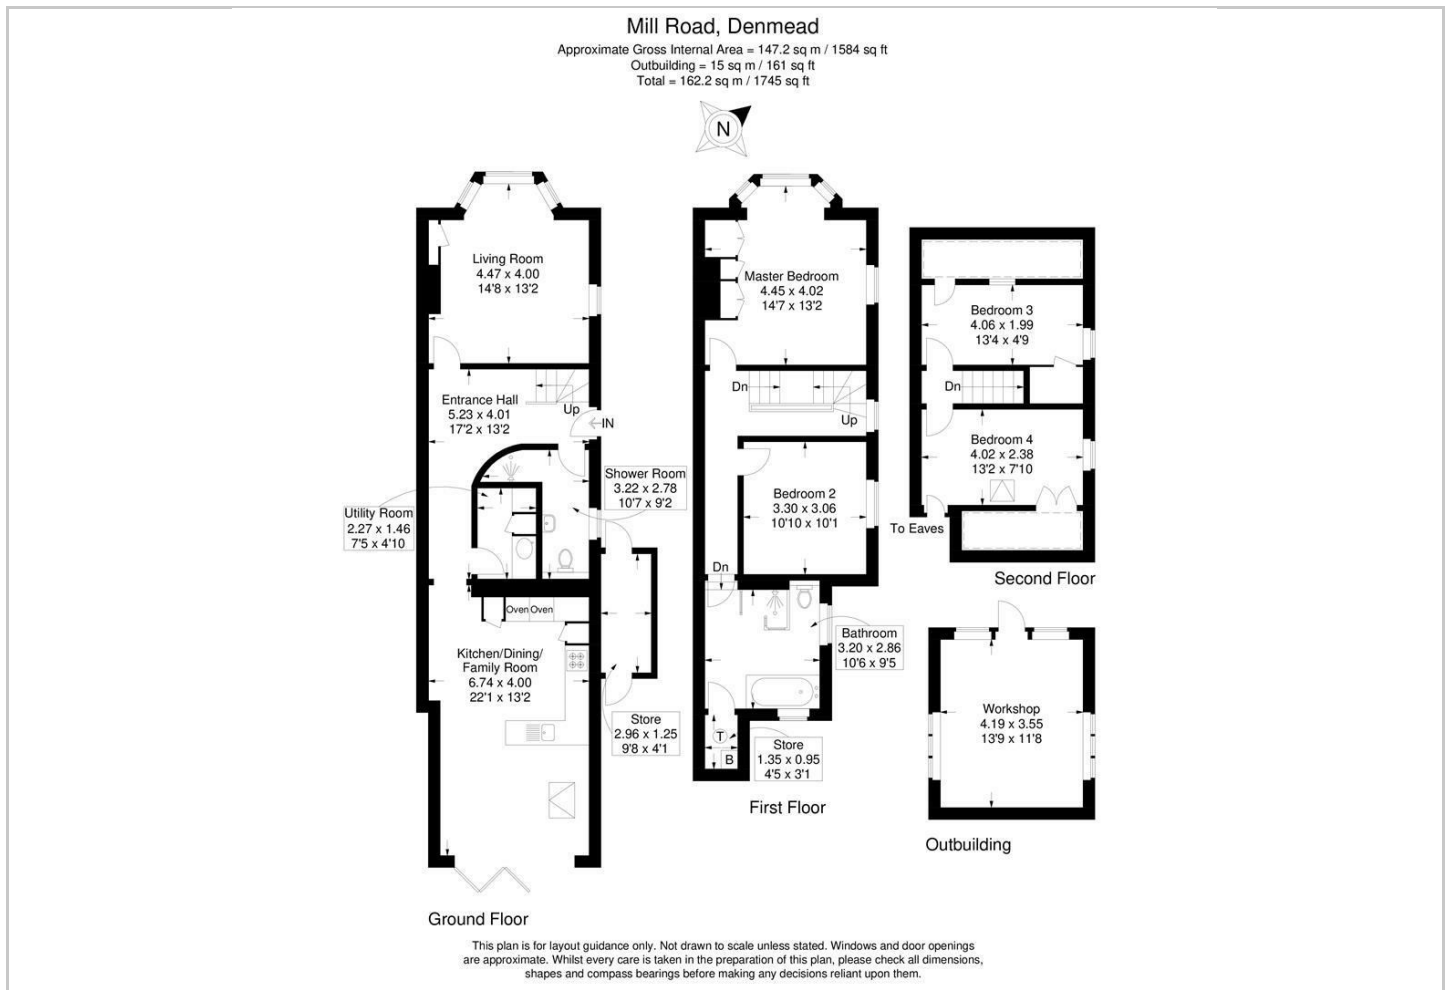 Mill Road, Denmead
Approximate Gross Internal Area = 147.2 sq m / 1584 sq ft
Outbuilding = 15 sq m / 161 sq ft
Total = 162.2 sq m / 1745 sq ft
N
Living Room
4.47 x 4.00
14'8 x 13'2
Entrance Hall
5.23 x 4.01
17'2 x 13'2
Up
IN
Shower Room
3.22 x 2.78
10'7 x 9'2
Utility Room
2.27 x 1.46
7'5 x 4'10
Oven Oven
Kitchen/Dining/
Family Room
6.74 x 4.00
22'1 x 13'2
Store
2.96 x 1.25
9'8 x 4'1
Ground Floor
Master Bedroom
4.45 x 4.02
14'7 x 13'2
Dn
Up
Bedroom 2
3.30 x 3.06
10'10 x 10'1
Dn
Bathroom
3.20 x 2.86
10'6 x 9'5
T
B
Store
1.35 x 0.95
4'5 x 3'1
First Floor
Bedroom 3
4.06 x 1.99
13'4 x 4'9
Dn
Bedroom 4
4.02 x 2.38
13'2 x 7'10
To Eaves
Second Floor
Workshop
4.19 x 3.55
13'9 x 11'8
Outbuilding
This plan is for layout guidance only. Not drawn to scale unless stated. Windows and door openings
are approximate. Whilst every care is taken in the preparation of this plan, please check all dimensions,
shapes and compass bearings before making any decisions reliant upon them.